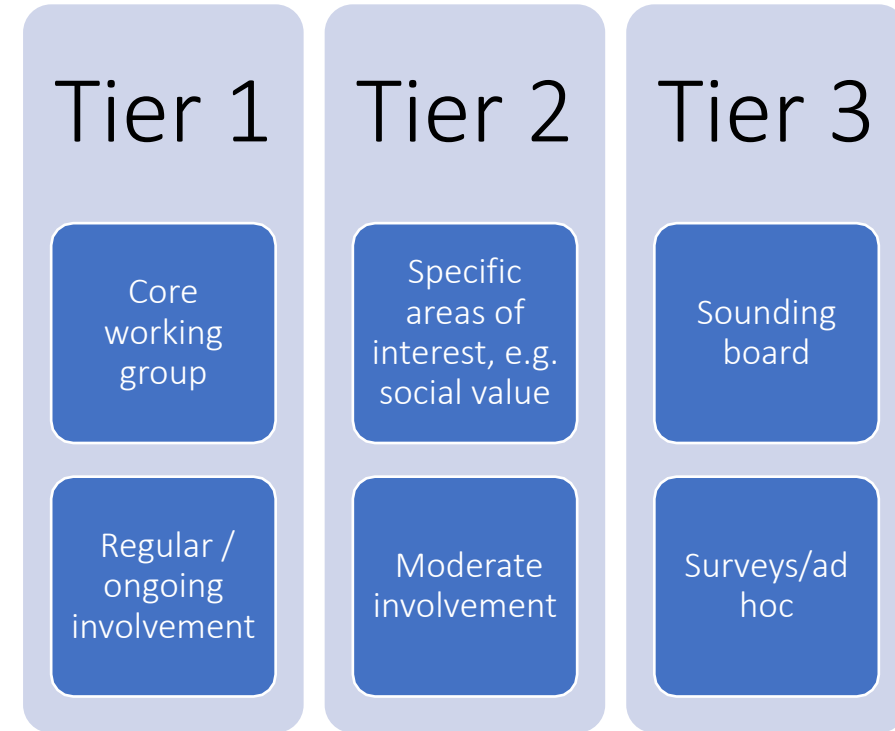 Tier 1
Core
working
group
Regular /
ongoing
involvement
Tier 2
Specific
areas of
interest, e.g.
social value
Moderate
involvement
Tier 3
Sounding
board
Surveys/ad
hoc